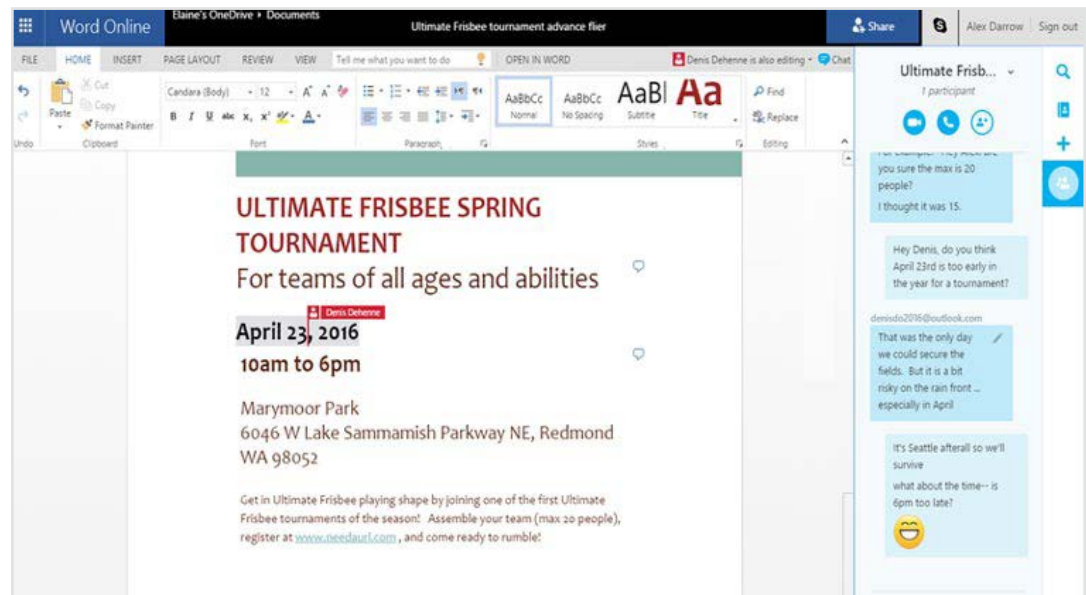 Word Online
Elaine's OneDrive ▸ Documents
Ultimate Frisbee tournament advance flier
Share
Alex Darrow
Sign out
FILE HOME INSERT PAGE LAYOUT REVIEW VIEW Tell me what you want to do OPEN IN WORD Denis Dehenne is also editing Chat
Paste
Cut
Copy
Format Painter
Candara (Body) 12
B I U abc x₂ x² A
AaBbCc AaBbCc AaBl Aa
Normal No Spacing Subtitle Title
Find
Replace
Undo Clipboard Font Paragraph Styles Editing
ULTIMATE FRISBEE SPRING
TOURNAMENT
For teams of all ages and abilities
Denis Dehenne
April 23, 2016
10am to 6pm
Marymoor Park
6046 W Lake Sammamish Parkway NE, Redmond
WA 98052
Get in Ultimate Frisbee playing shape by joining one of the first Ultimate
Frisbee tournaments of the season! Assemble your team (max 20 people),
register at www.needaurl.com , and come ready to rumble!
Ultimate Frisb...
1 participant
you sure the max is 20
people?
I thought it was 15.
Hey Denis, do you think
April 23rd is too early in
the year for a tournament?
denisdo2016@outlook.com
That was the only day
we could secure the
fields. But it is a bit
risky on the rain front ...
especially in April
It's Seattle afterall so we'll
survive
what about the time-- is
6pm too late?